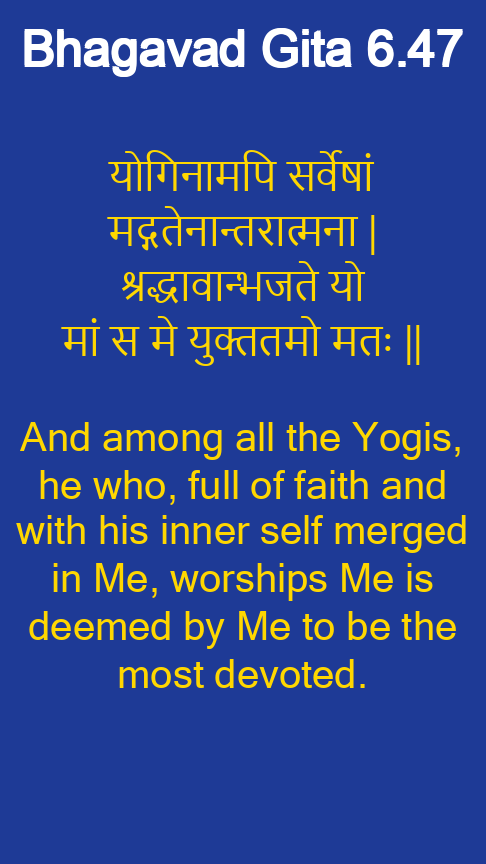 Bhagavad Gita 6.47
योगिनामपि सर्वेषां
मद्गतेनान्तरात्मना |
श्रद्धावान्भजते यो
मां स मे युक्ततमो मतः ||
And among all the Yogis,
he who, full of faith and
with his inner self merged
in Me, worships Me is
deemed by Me to be the
most devoted.